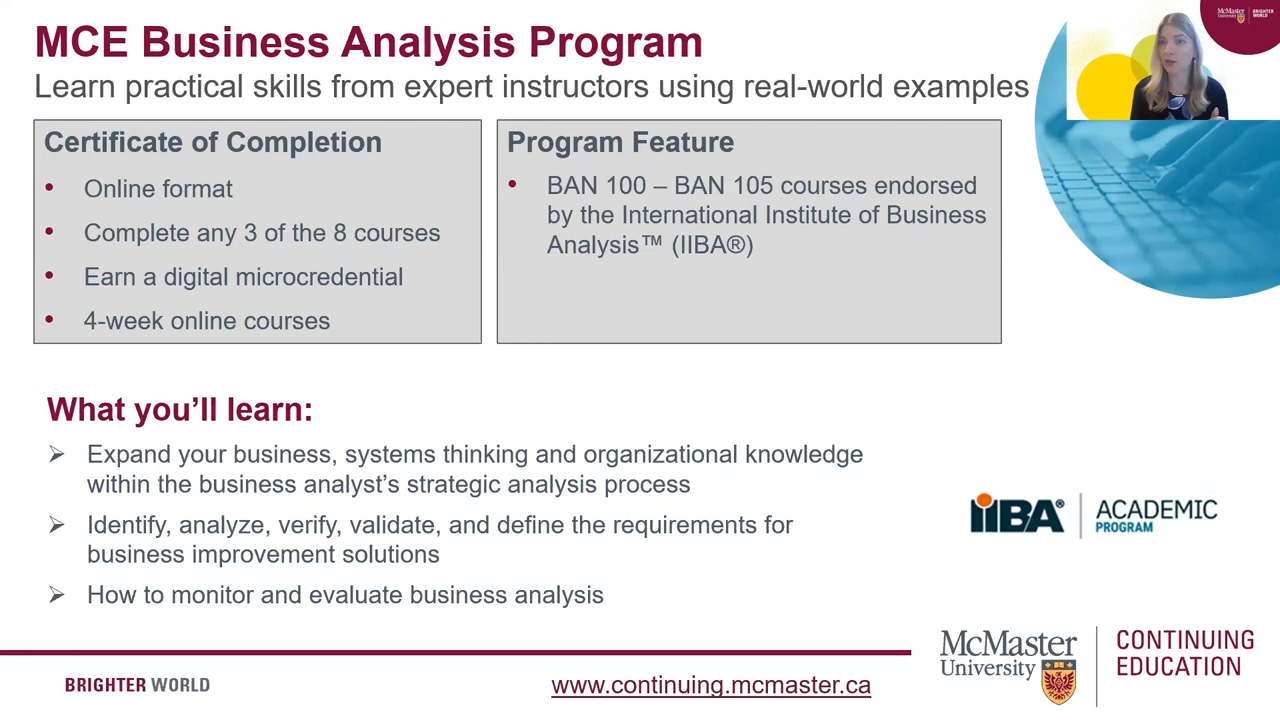 MCE Business Analysis Program
Learn practical skills from expert instructors using real-world examples
McMaster
University
BRIGHTER
WORLD
Certificate of Completion
• Online format
• Complete any 3 of the 8 courses
• Earn a digital microcredential
• 4-week online courses
Program Feature
• BAN 100 – BAN 105 courses endorsed
by the International Institute of Business
Analysis™ (IIBA®)
What you’ll learn:
➢ Expand your business, systems thinking and organizational knowledge
within the business analyst’s strategic analysis process
➢ Identify, analyze, verify, validate, and define the requirements for
business improvement solutions
➢ How to monitor and evaluate business analysis
IIBA® | ACADEMIC
PROGRAM
BRIGHTER WORLD
www.continuing.mcmaster.ca
McMaster
University
CONTINUING
EDUCATION